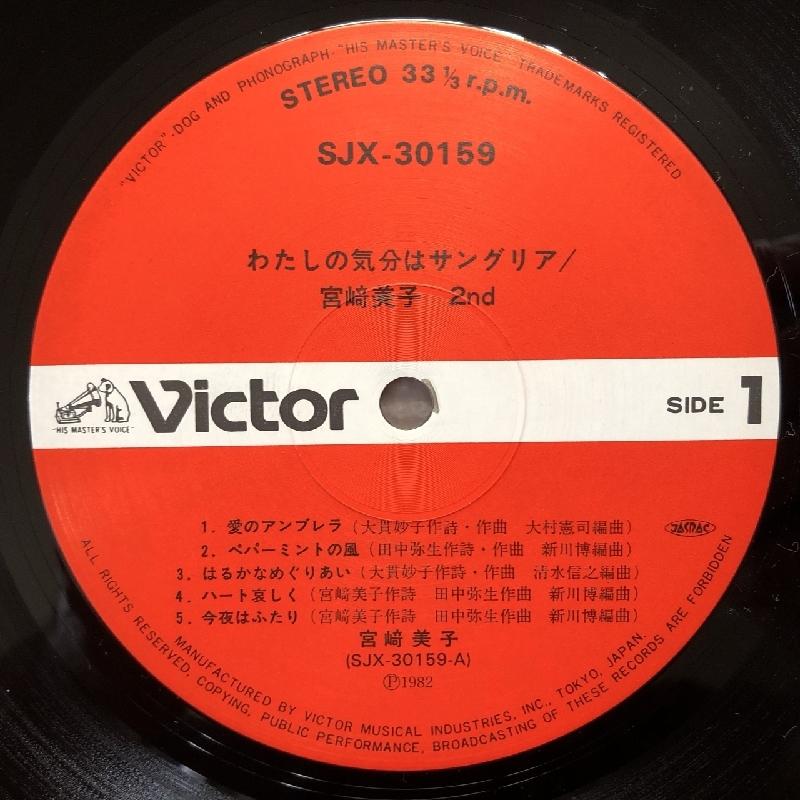 "VICTOR"-DOG AND PHONOGRAPH-"HIS MASTER'S VOICE" TRADEMARKS REGISTERED
STEREO 33 1/3 r.p.m.
SJX-30159
わたしの気分はサングリア/
宮﨑美子 2nd
"HIS MASTER'S VOICE"
Victor
SIDE 1
1. 愛のアンブレラ(大貫妙子作詩・作曲 大村憲司編曲)
JASRAC
2. ペパーミントの風(田中弥生作詩・作曲 新川博編曲)
3. はるかなめぐりあい(大貫妙子作詩・作曲 清水信之編曲)
4. ハート哀しく(宮﨑美子作詩 田中弥生作曲 新川博編曲)
5. 今夜はふたり(宮﨑美子作詩 田中弥生作曲 新川博編曲)
宮﨑美子
(SJX-30159-A)
Ⓟ1982
MANUFACTURED BY VICTOR MUSICAL INDUSTRIES, INC., TOKYO, JAPAN.
ALL RIGHTS RESERVED, COPYING, PUBLIC PERFORMANCE, BROADCASTING OF THESE RECORDS ARE FORBIDDEN